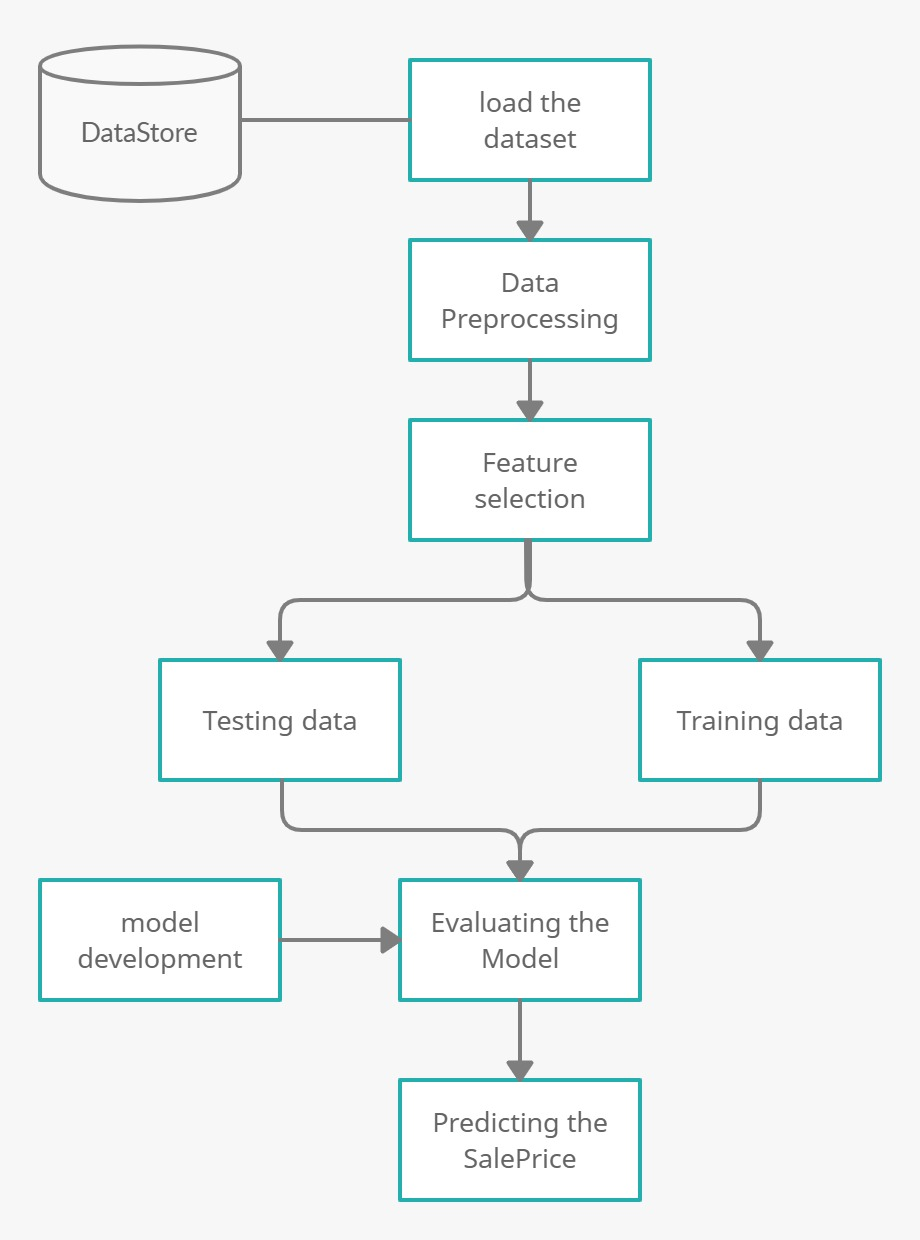 DataStore
load the
dataset
Data
Preprocessing
Feature
selection
Testing data
Training data
model
development
Evaluating the
Model
Predicting the
SalePrice